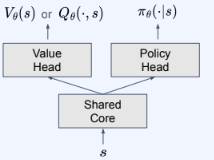 V_θ(s) or Q_θ(·, s)
π_θ(·|s)
Value
Head
Policy
Head
Shared
Core
s